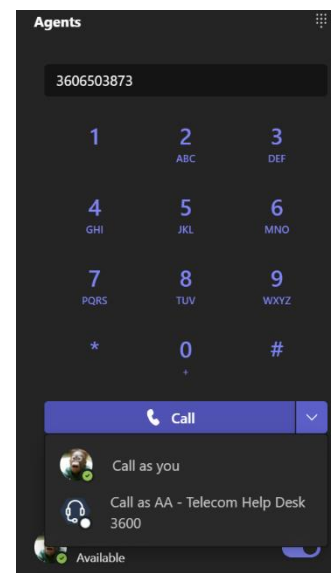 Agents
3606503873
1 2 3
ABC DEF
4 5 6
GHI JKL MNO
7 8 9
PQRS TUV WXYZ
* 0 #
+
Call
Call as you
Call as AA - Telecom Help Desk
3600
Available